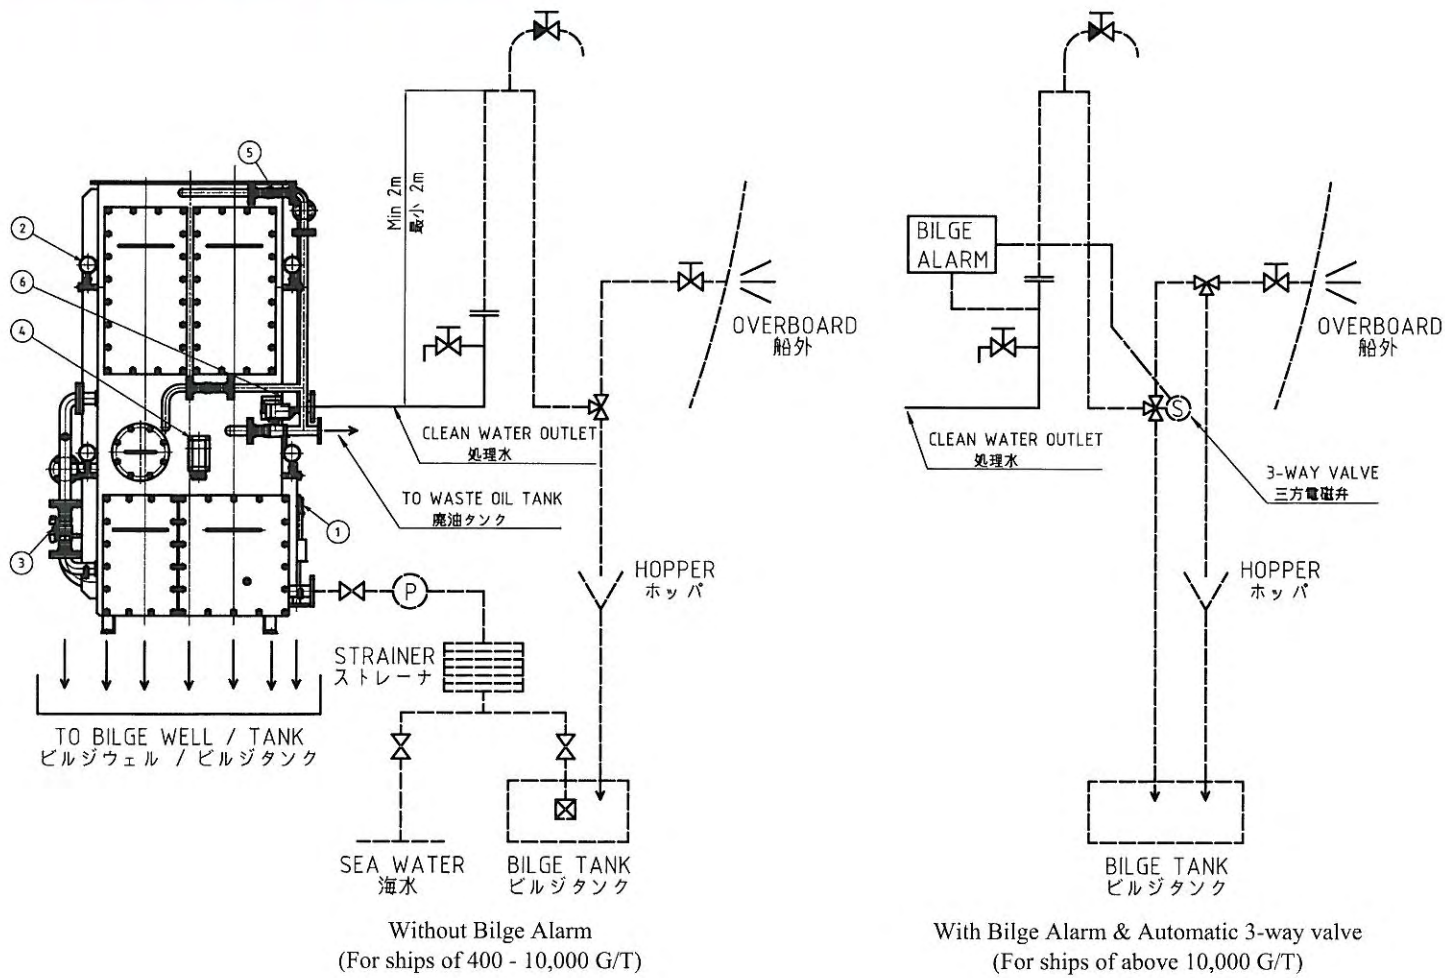 5
2
6
4
3
1
Min 2m
最小 2m
CLEAN WATER OUTLET
処理水
TO WASTE OIL TANK
廃油タンク
OVERBOARD
船外
P
HOPPER
ホッパ
STRAINER
ストレーナ
TO BILGE WELL / TANK
ビルジウェル / ビルジタンク
SEA WATER
海水
BILGE TANK
ビルジタンク
Without Bilge Alarm
(For ships of 400 - 10,000 G/T)
BILGE
ALARM
OVERBOARD
船外
S
CLEAN WATER OUTLET
処理水
3-WAY VALVE
三方電磁弁
HOPPER
ホッパ
BILGE TANK
ビルジタンク
With Bilge Alarm & Automatic 3-way valve
(For ships of above 10,000 G/T)